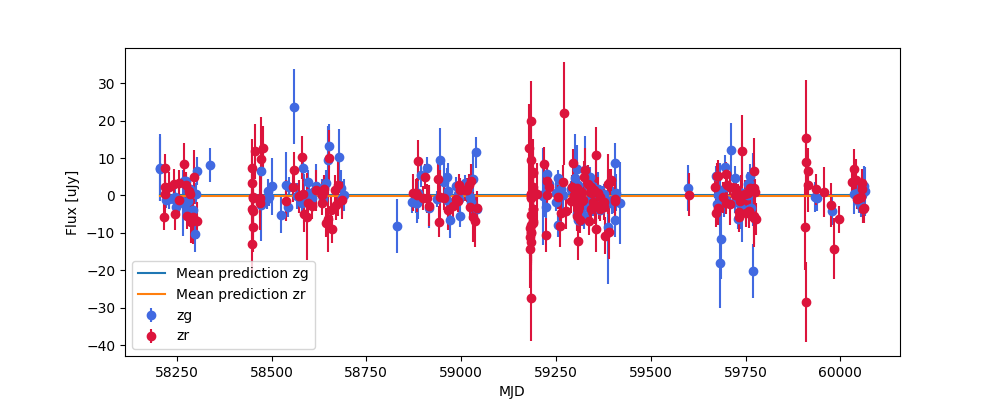 Flux [uJy]
30
20
10
0
−10
−20
−30
−40
Mean prediction zg
Mean prediction zr
zg
zr
58250 58500 58750 59000 59250 59500 59750 60000
MJD